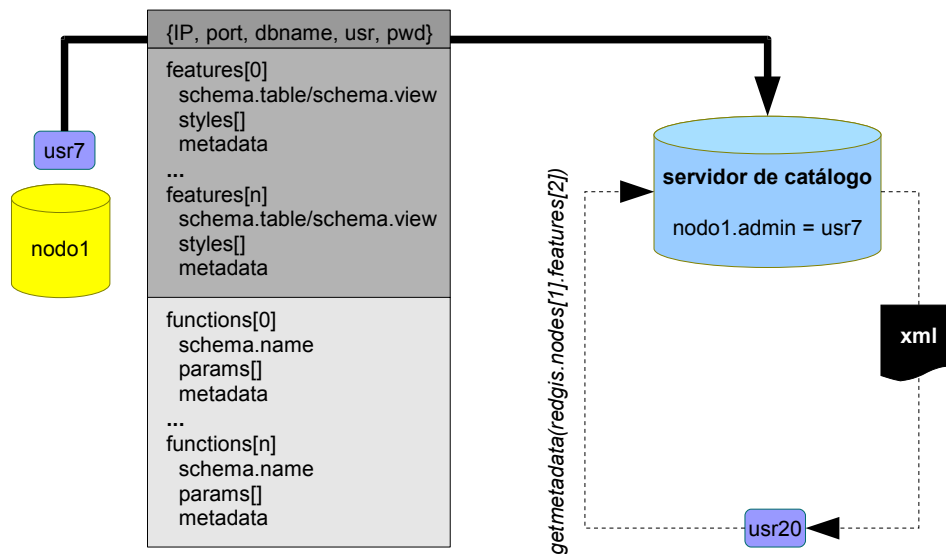 {IP, port, dbname, usr, pwd}
features[0]
schema.table/schema.view
styles[]
metadata
...
features[n]
schema.table/schema.view
styles[]
metadata
functions[0]
schema.name
params[]
metadata
...
functions[n]
schema.name
params[]
metadata
usr7
nodo1
servidor de catálogo
nodo1.admin = usr7
getmetadata(redgis.nodes[1].features[2])
xml
usr20